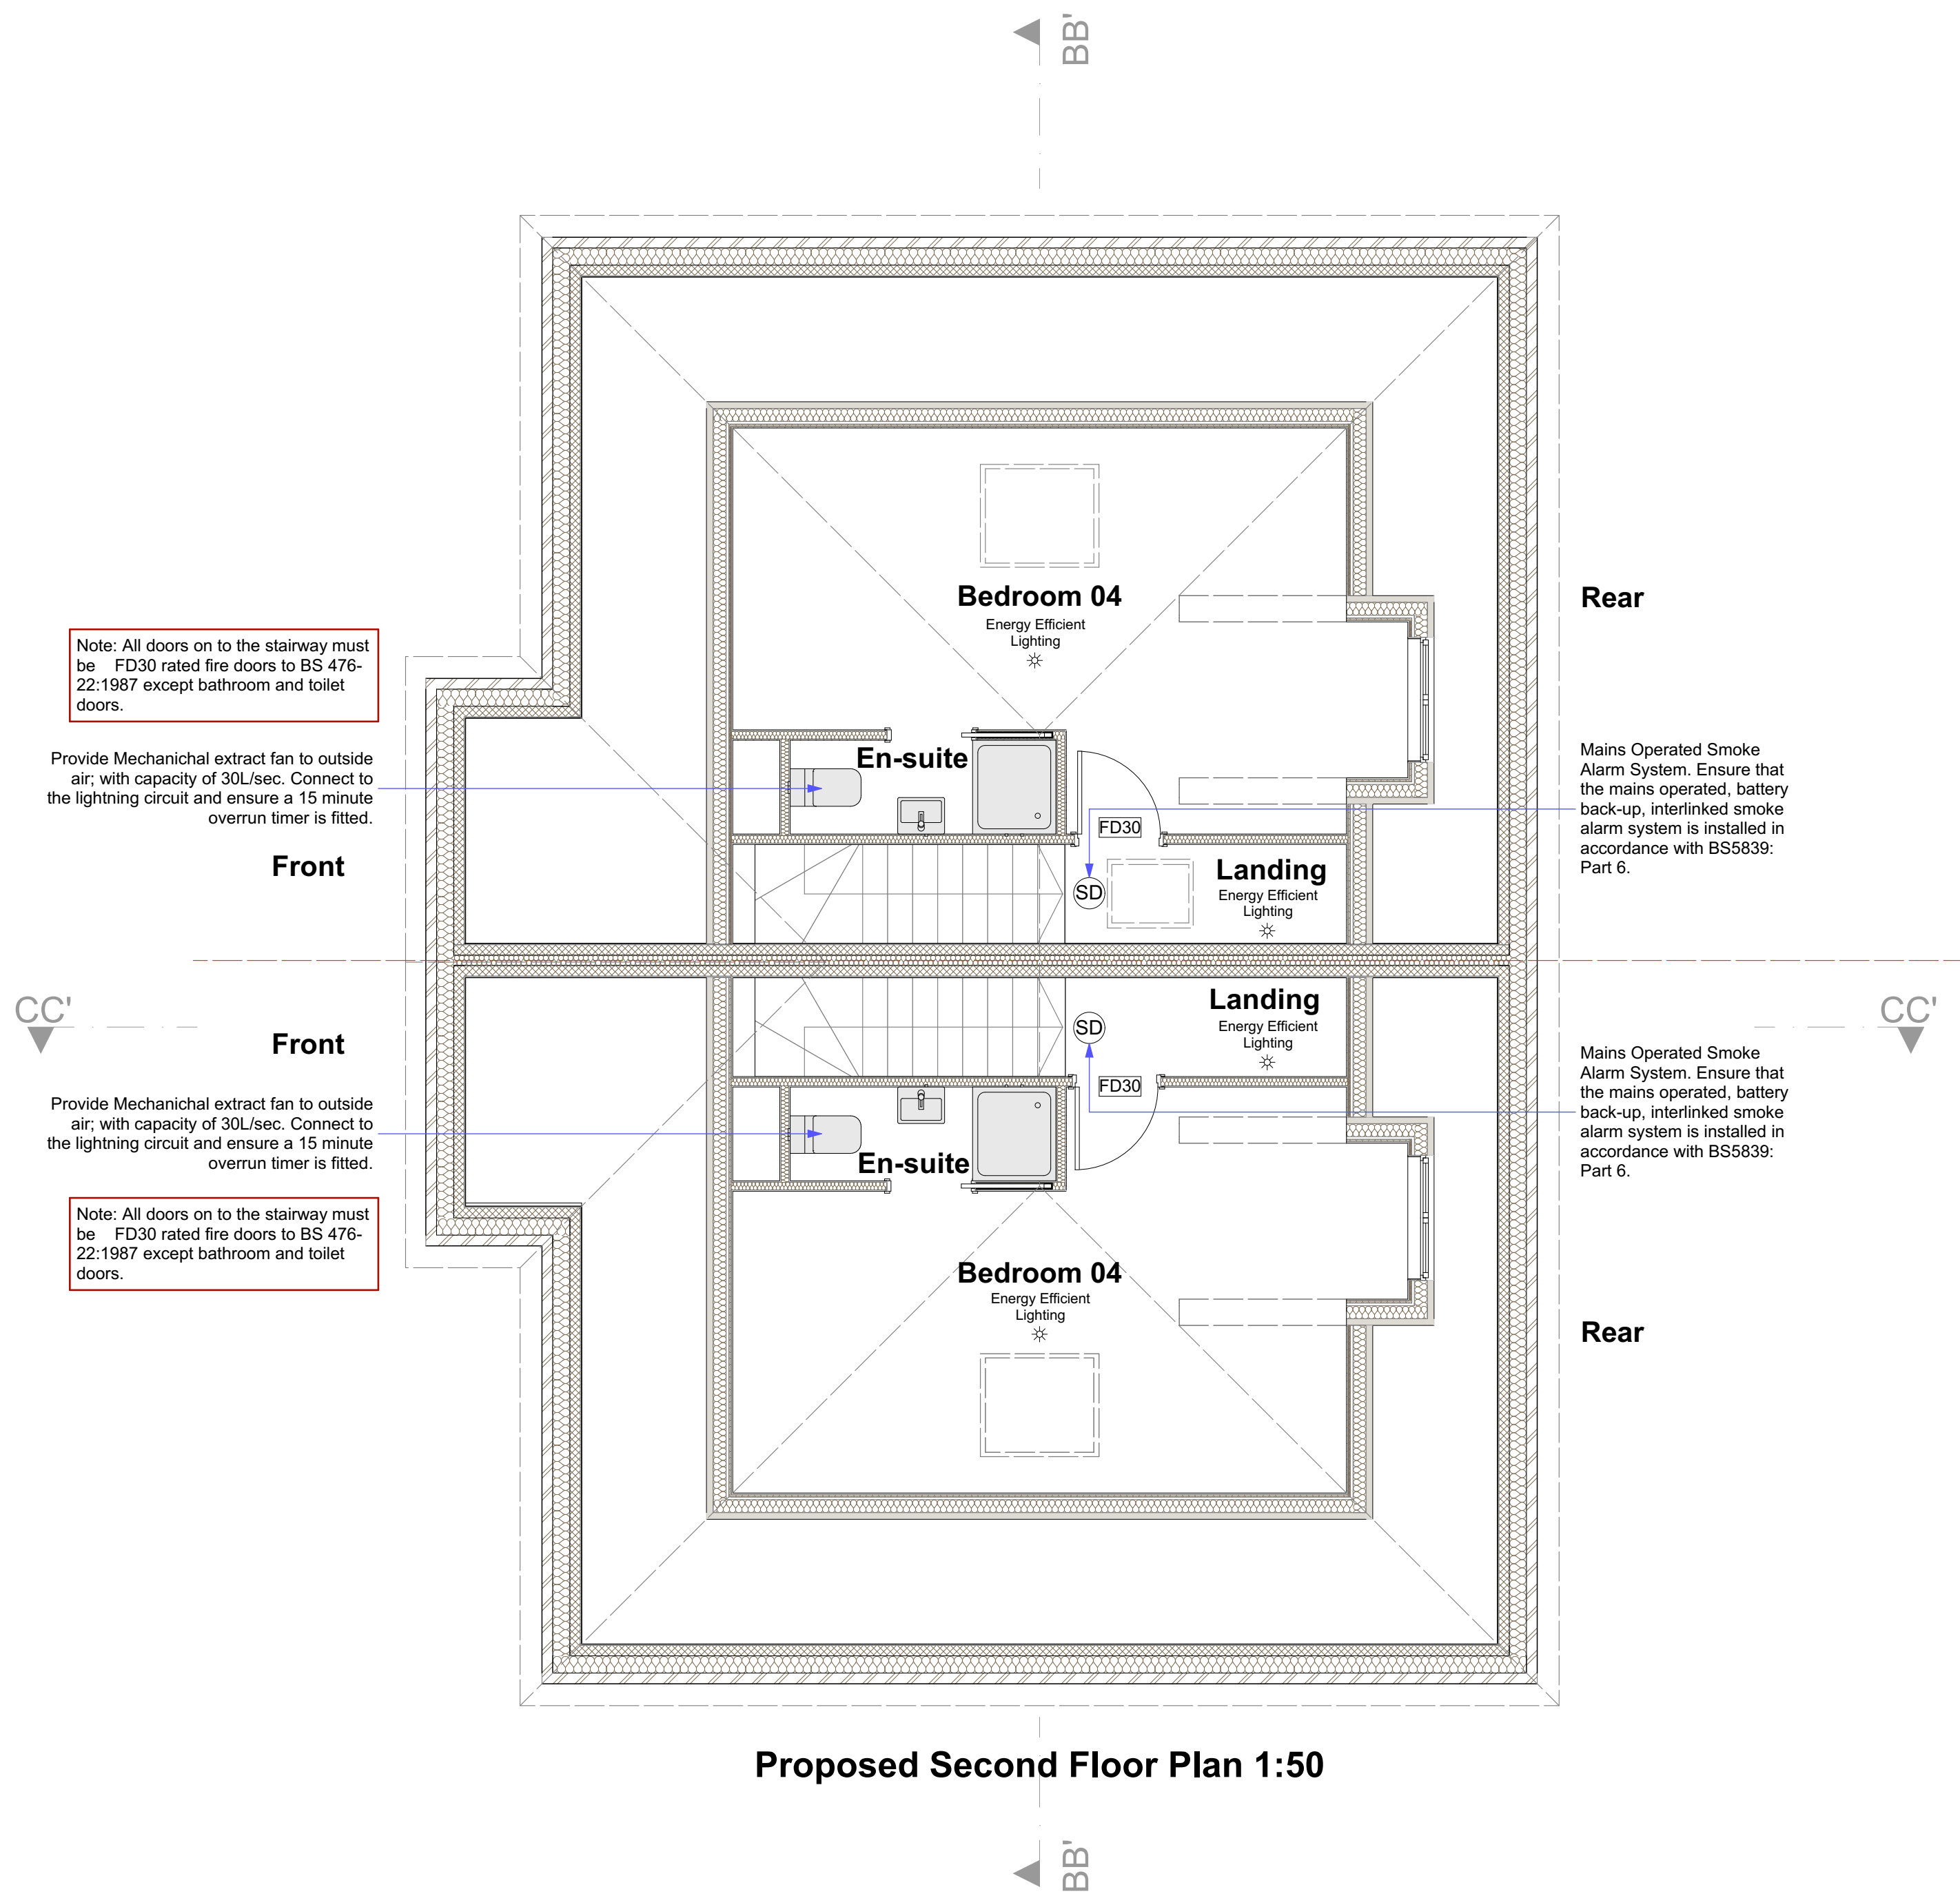 BB'
Rear
Bedroom 04
Energy Efficient
Lighting
Note: All doors on to the stairway must
be FD30 rated fire doors to BS 476-
22:1987 except bathroom and toilet
doors.
Provide Mechanichal extract fan to outside
air; with capacity of 30L/sec. Connect to
the lightning circuit and ensure a 15 minute
overrun timer is fitted.
En-suite
Mains Operated Smoke
Alarm System. Ensure that
the mains operated, battery
back-up, interlinked smoke
alarm system is installed in
accordance with BS5839:
Part 6.
FD30
Front
Landing
Energy Efficient
Lighting
SD
CC'
CC'
Landing
Energy Efficient
Lighting
SD
Front
FD30
Mains Operated Smoke
Alarm System. Ensure that
the mains operated, battery
back-up, interlinked smoke
alarm system is installed in
accordance with BS5839:
Part 6.
Provide Mechanichal extract fan to outside
air; with capacity of 30L/sec. Connect to
the lightning circuit and ensure a 15 minute
overrun timer is fitted.
En-suite
Note: All doors on to the stairway must
be FD30 rated fire doors to BS 476-
22:1987 except bathroom and toilet
doors.
Bedroom 04
Energy Efficient
Lighting
Rear
Proposed Second Floor Plan 1:50
BB'